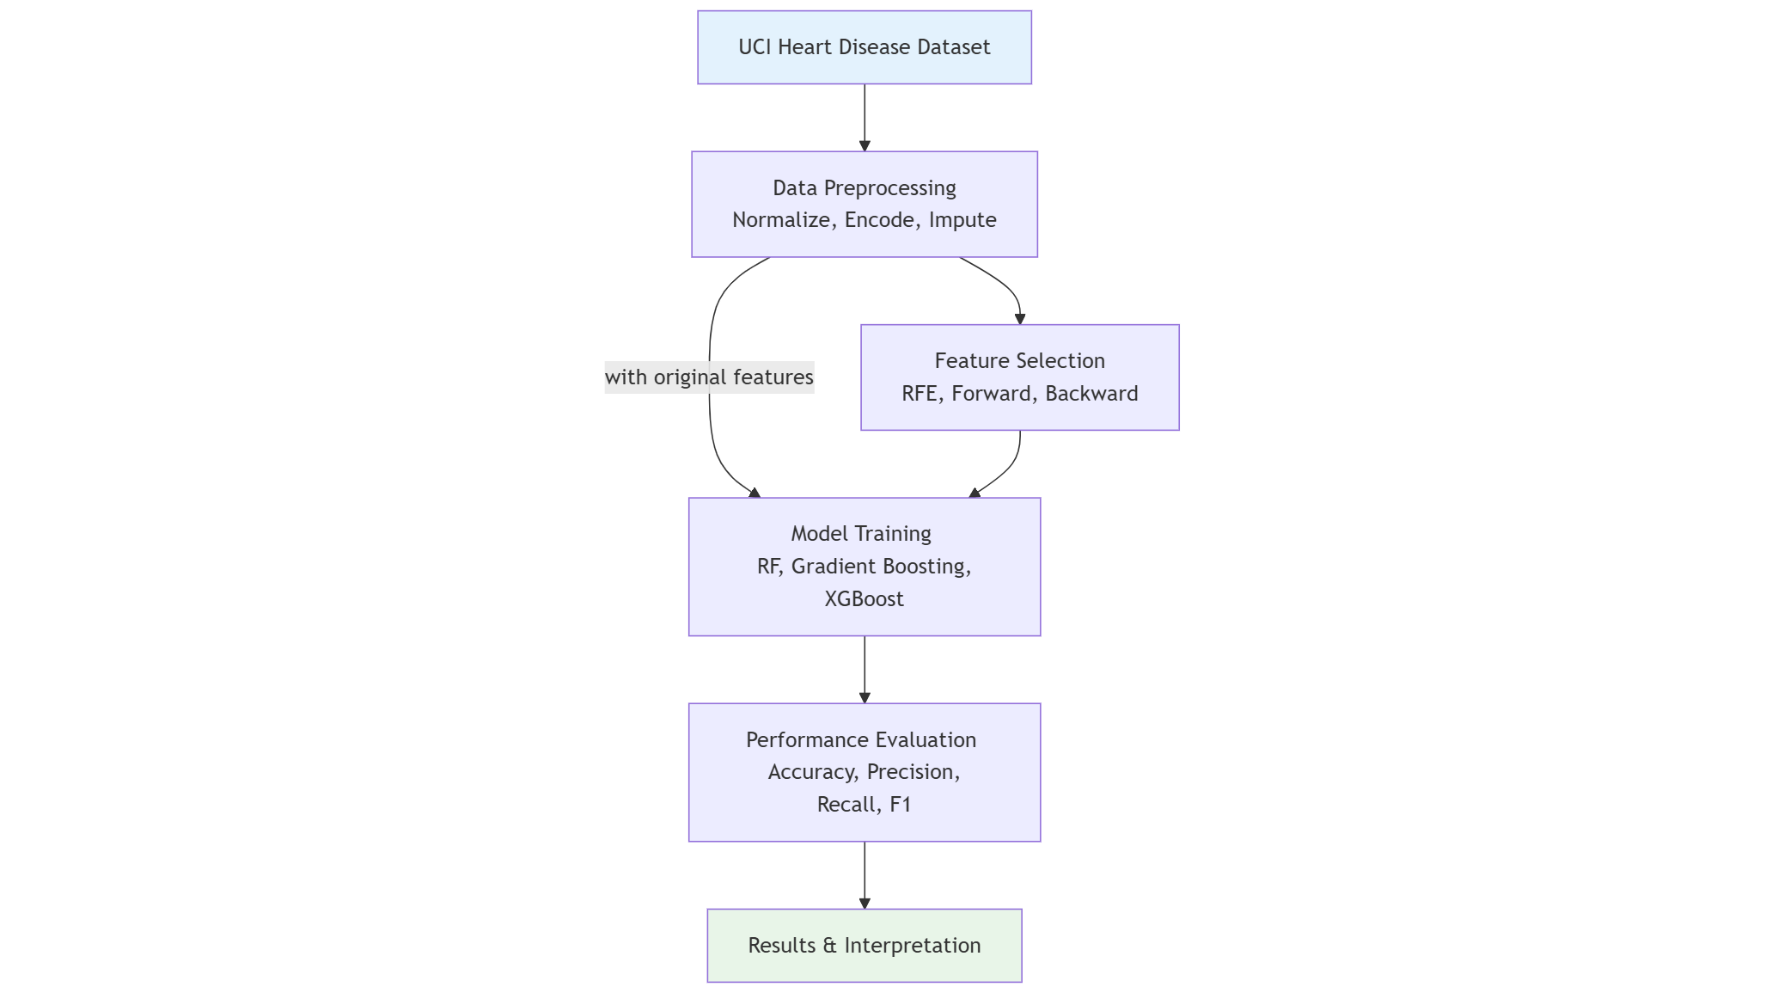 UCI Heart Disease Dataset
Data Preprocessing
Normalize, Encode, Impute
with original features
Feature Selection
RFE, Forward, Backward
Model Training
RF, Gradient Boosting,
XGBoost
Performance Evaluation
Accuracy, Precision,
Recall, F1
Results & Interpretation